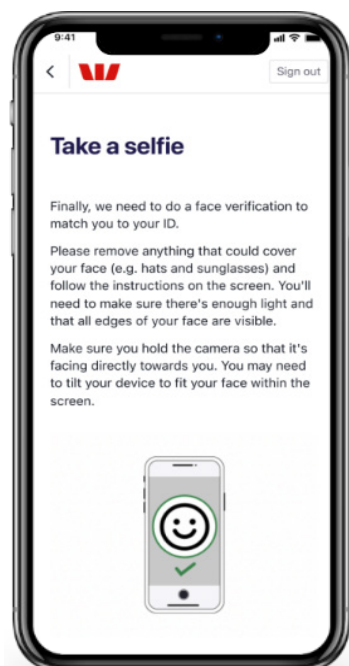 9:41
Sign out
Take a selfie
Finally, we need to do a face verification to
match you to your ID.
Please remove anything that could cover
your face (e.g. hats and sunglasses) and
follow the instructions on the screen. You'll
need to make sure there's enough light and
that all edges of your face are visible.
Make sure you hold the camera so that it's
facing directly towards you. You may need
to tilt your device to fit your face within the
screen.